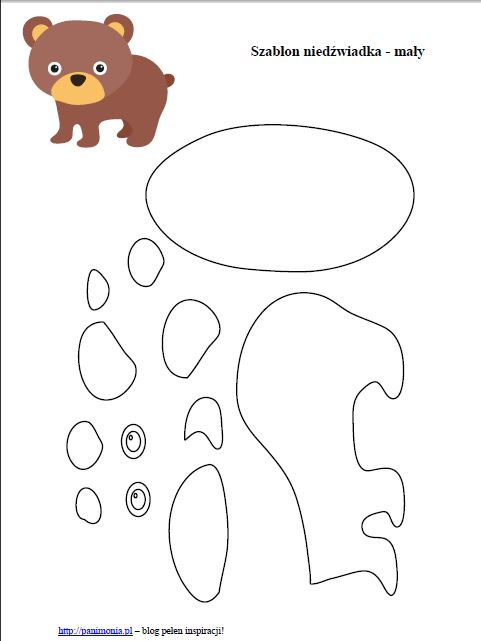 Szablon niedźwiadka - mały
http://panimonia.pl – blog pełen inspiracji!